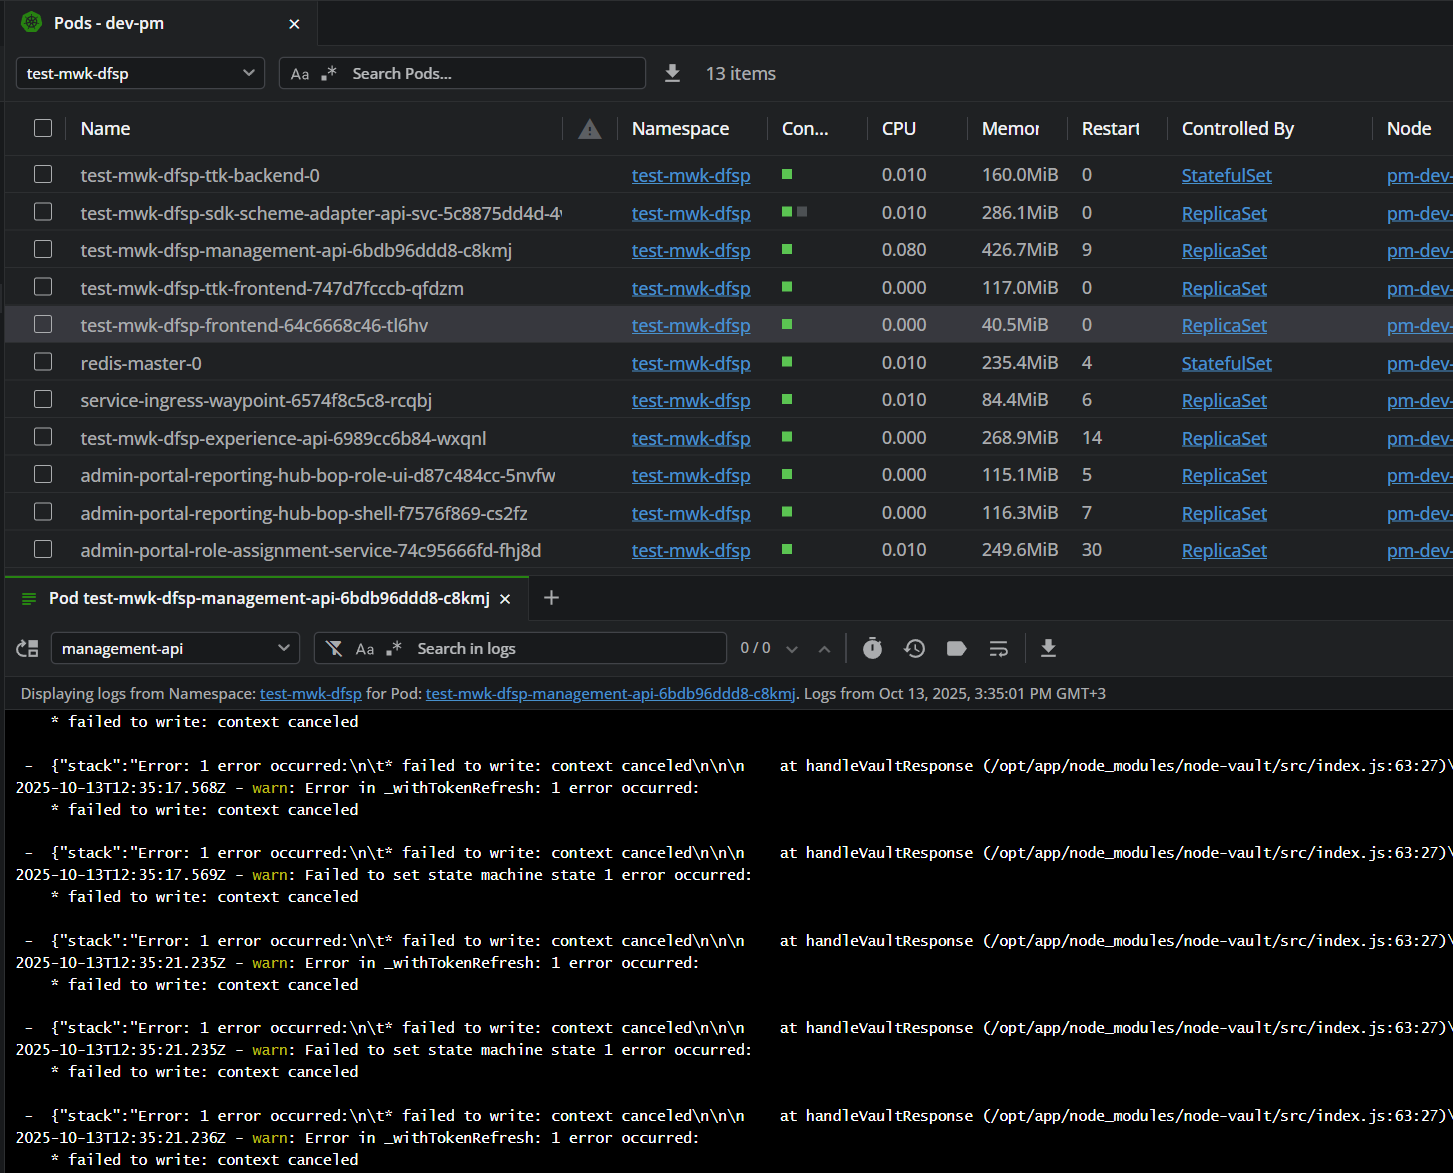 Pods - dev-pm ×
test-mwk-dfsp Aa .* Search Pods... 13 items
Name Namespace Con... CPU Memor Restart Controlled By Node
test-mwk-dfsp-ttk-backend-0 test-mwk-dfsp 0.010 160.0MiB 0 StatefulSet pm-dev-
test-mwk-dfsp-sdk-scheme-adapter-api-svc-5c8875dd4d-4 test-mwk-dfsp 0.010 286.1MiB 0 ReplicaSet pm-dev-
test-mwk-dfsp-management-api-6bdb96ddd8-c8kmj test-mwk-dfsp 0.080 426.7MiB 9 ReplicaSet pm-dev-
test-mwk-dfsp-ttk-frontend-747d7fcccb-qfdzm test-mwk-dfsp 0.000 117.0MiB 0 ReplicaSet pm-dev-
test-mwk-dfsp-frontend-64c6668c46-tl6hv test-mwk-dfsp 0.000 40.5MiB 0 ReplicaSet pm-dev-
redis-master-0 test-mwk-dfsp 0.010 235.4MiB 4 StatefulSet pm-dev-
service-ingress-waypoint-6574f8c5c8-rcqbj test-mwk-dfsp 0.010 84.4MiB 6 ReplicaSet pm-dev-
test-mwk-dfsp-experience-api-6989cc6b84-wxqnl test-mwk-dfsp 0.000 268.9MiB 14 ReplicaSet pm-dev-
admin-portal-reporting-hub-bop-role-ui-d87c484cc-5nvfw test-mwk-dfsp 0.000 115.1MiB 5 ReplicaSet pm-dev-
admin-portal-reporting-hub-bop-shell-f7576f869-cs2fz test-mwk-dfsp 0.000 116.3MiB 7 ReplicaSet pm-dev-
admin-portal-role-assignment-service-74c95666fd-fhj8d test-mwk-dfsp 0.010 249.6MiB 30 ReplicaSet pm-dev-
Pod test-mwk-dfsp-management-api-6bdb96ddd8-c8kmj × +
management-api Aa .* Search in logs 0 / 0
Displaying logs from Namespace: test-mwk-dfsp for Pod: test-mwk-dfsp-management-api-6bdb96ddd8-c8kmj. Logs from Oct 13, 2025, 3:35:01 PM GMT+3
* failed to write: context canceled
- {"stack":"Error: 1 error occurred:\n\t* failed to write: context canceled\n\n\n    at handleVaultResponse (/opt/app/node_modules/node-vault/src/index.js:63:27)\
2025-10-13T12:35:17.568Z - warn: Error in _withTokenRefresh: 1 error occurred:
* failed to write: context canceled
- {"stack":"Error: 1 error occurred:\n\t* failed to write: context canceled\n\n\n    at handleVaultResponse (/opt/app/node_modules/node-vault/src/index.js:63:27)\
2025-10-13T12:35:17.569Z - warn: Failed to set state machine state 1 error occurred:
* failed to write: context canceled
- {"stack":"Error: 1 error occurred:\n\t* failed to write: context canceled\n\n\n    at handleVaultResponse (/opt/app/node_modules/node-vault/src/index.js:63:27)\
2025-10-13T12:35:21.235Z - warn: Error in _withTokenRefresh: 1 error occurred:
* failed to write: context canceled
- {"stack":"Error: 1 error occurred:\n\t* failed to write: context canceled\n\n\n    at handleVaultResponse (/opt/app/node_modules/node-vault/src/index.js:63:27)\
2025-10-13T12:35:21.235Z - warn: Failed to set state machine state 1 error occurred:
* failed to write: context canceled
- {"stack":"Error: 1 error occurred:\n\t* failed to write: context canceled\n\n\n    at handleVaultResponse (/opt/app/node_modules/node-vault/src/index.js:63:27)\
2025-10-13T12:35:21.236Z - warn: Error in _withTokenRefresh: 1 error occurred:
* failed to write: context canceled